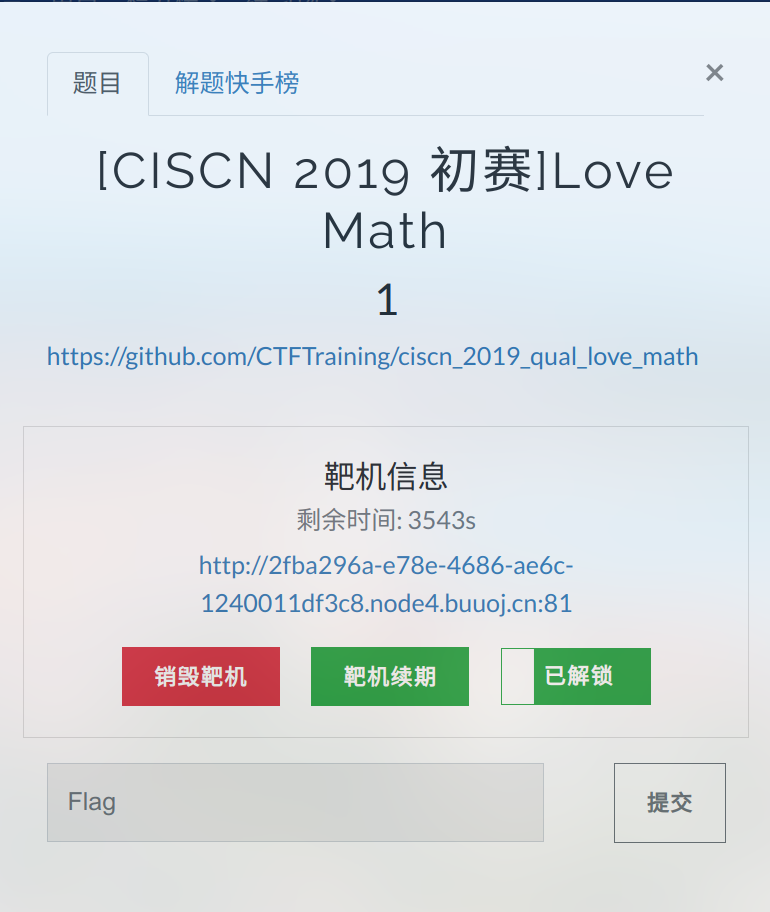 题目 解题快手榜 ×
[CISCN 2019 初赛]Love
Math
1
https://github.com/CTFTraining/ciscn_2019_qual_love_math
靶机信息
剩余时间: 3543s
http://2fba296a-e78e-4686-ae6c-
1240011df3c8.node4.buuoj.cn:81
销毁靶机 靶机续期 已解锁
Flag 提交